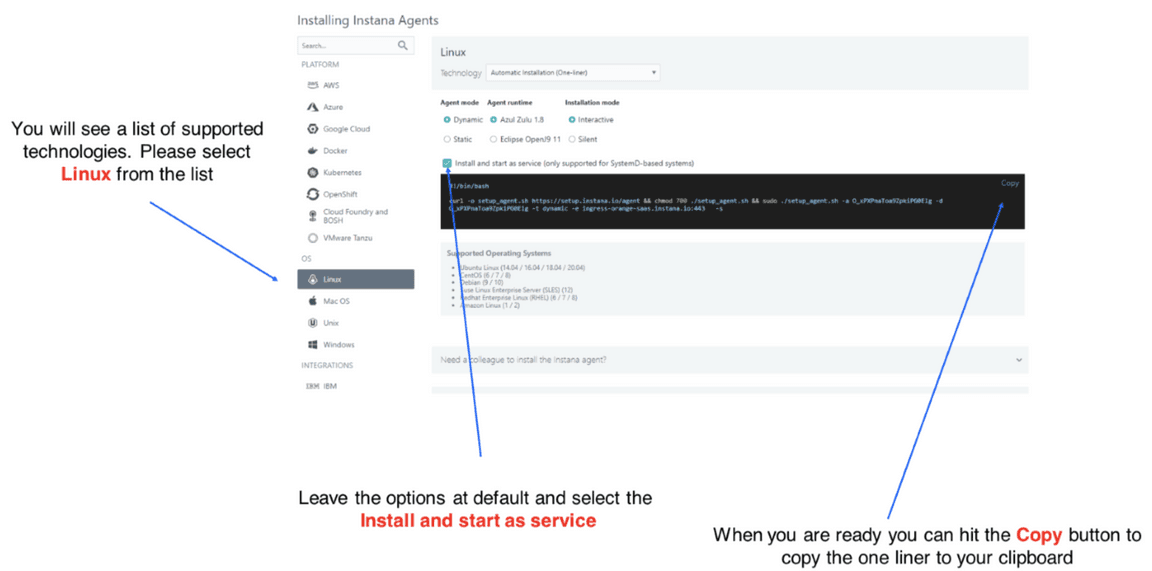 Installing Instana Agents
Search...
PLATFORM
AWS
Azure
Google Cloud
Docker
Kubernetes
OpenShift
Cloud Foundry and
BOSH
VMware Tanzu
OS
Linux
Mac OS
Unix
Windows
INTEGRATIONS
IBM IBM
Linux
Technology Automatic Installation (One-liner)
Agent mode Agent runtime Installation mode
Dynamic Azul Zulu 1.8 Interactive
Static Eclipse OpenJ9 11 Silent
Install and start as service (only supported for SystemD-based systems)
Copy
#!/bin/bash
curl -o setup_agent.sh https://setup.instana.io/agent && chmod 700 ./setup_agent.sh && sudo ./setup_agent.sh -a -d
-t dynamic -e ingress-orange-saas.instana.io:443 -s
Supported Operating Systems
Ubuntu Linux (14.04 / 16.04 / 18.04 / 20.04)
CentOS (6 / 7 / 8)
Debian (9 / 10)
Suse Linux Enterprise Server (SLES) (12)
Redhat Enterprise Linux (RHEL) (6 / 7 / 8)
Amazon Linux (1 / 2)
Need a colleague to install the Instana agent?
You will see a list of supported
technologies. Please select
Linux from the list
Leave the options at default and select the
Install and start as service
When you are ready you can hit the Copy button to
copy the one liner to your clipboard